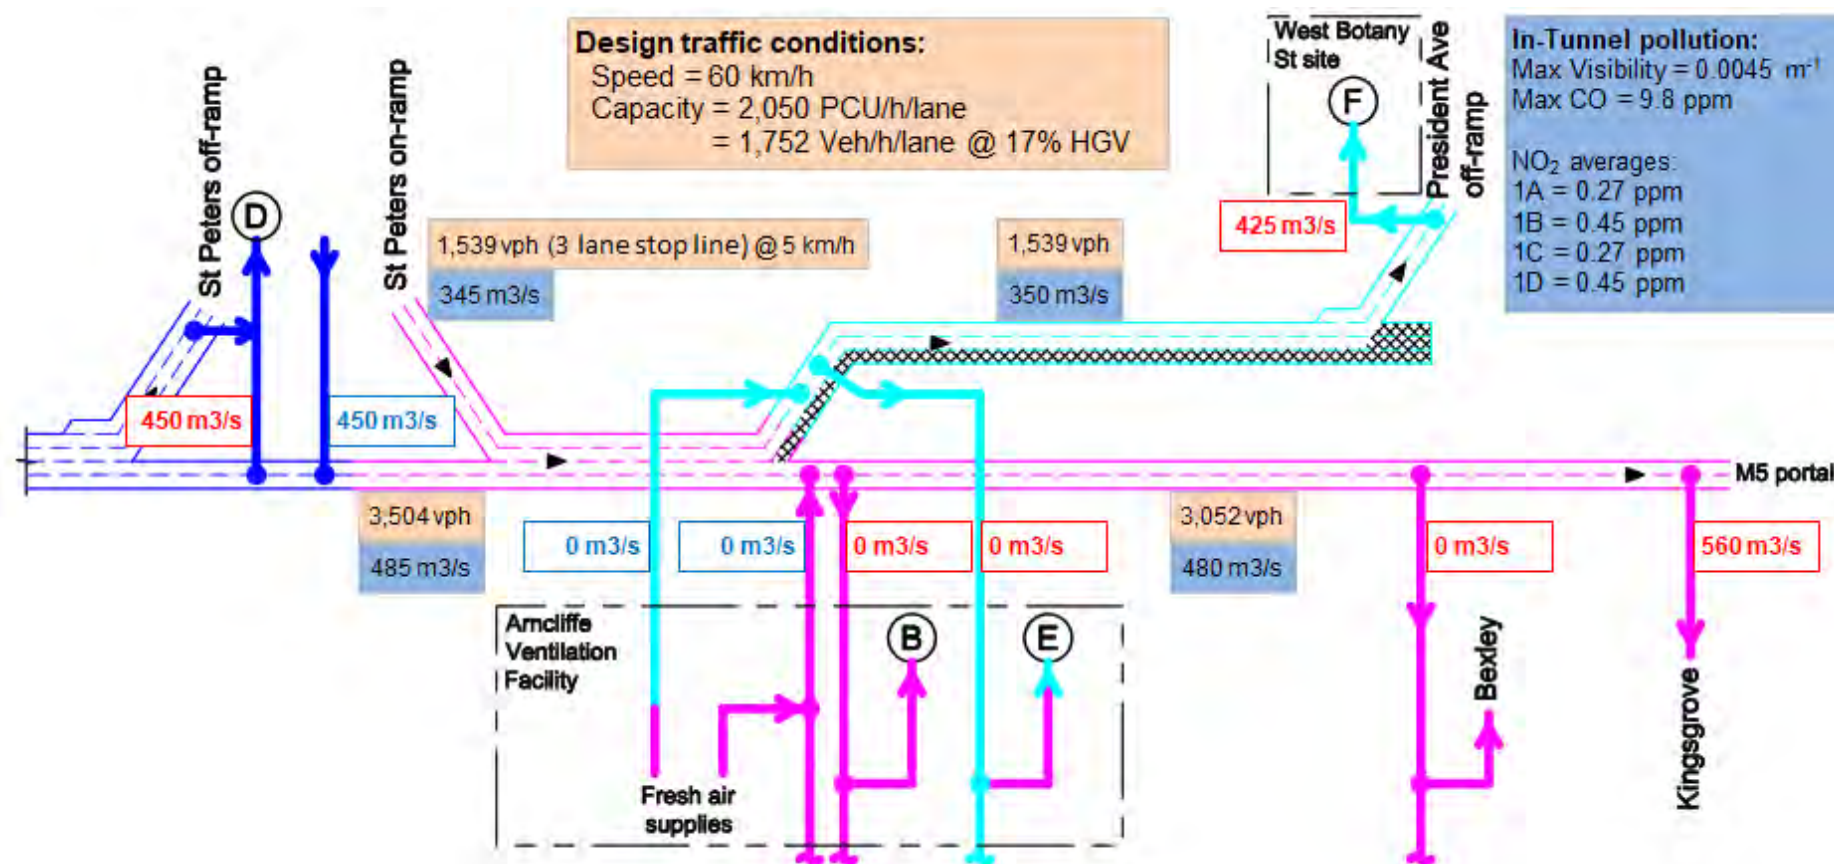 Design traffic conditions:
Speed = 60 km/h
Capacity = 2,050 PCU/h/lane
= 1,752 Veh/h/lane @ 17% HGV
West Botany
St site
F
President Ave
off-ramp
In-Tunnel pollution:
Max Visibility = 0.0045 m⁻¹
Max CO = 9.8 ppm
NO₂ averages:
1A = 0.27 ppm
1B = 0.45 ppm
1C = 0.27 ppm
1D = 0.45 ppm
St Peters off-ramp
D
St Peters on-ramp
1,539 vph (3 lane stop line) @ 5 km/h
345 m3/s
1,539 vph
350 m3/s
425 m3/s
450 m3/s
450 m3/s
M5 portal
3,504 vph
485 m3/s
0 m3/s
0 m3/s
0 m3/s
0 m3/s
3,052 vph
480 m3/s
0 m3/s
560 m3/s
Arncliffe
Ventilation
Facility
B
E
Fresh air
supplies
Bexley
Kingsgrove